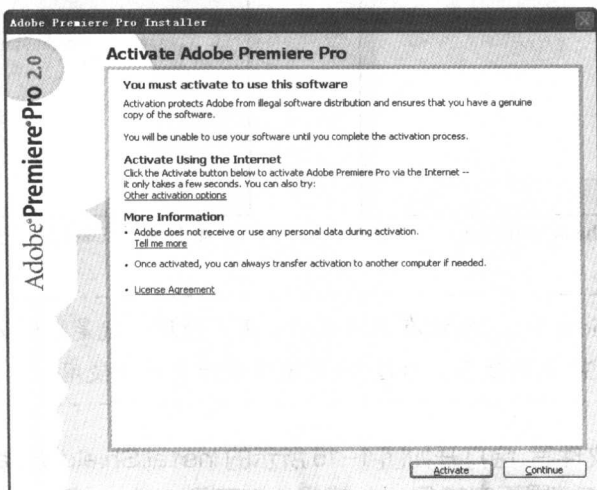 Adobe Premiere Pro Installer
Adobe®Premiere®Pro 2.0
Activate Adobe Premiere Pro
You must activate to use this software
Activation protects Adobe from illegal software distribution and ensures that you have a genuine
copy of the software.
You will be unable to use your software until you complete the activation process.
Activate Using the Internet
Click the Activate button below to activate Adobe Premiere Pro via the Internet --
it only takes a few seconds. You can also try:
Other activation options
More Information
• Adobe does not receive or use any personal data during activation.
Tell me more
• Once activated, you can always transfer activation to another computer if needed.
• License Agreement
Activate
Continue